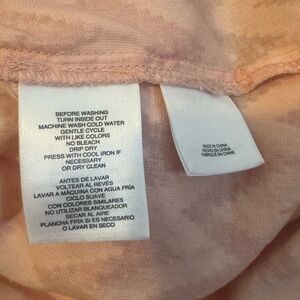 BEFORE WASHING
TURN INSIDE OUT
MACHINE WASH COLD WATER
GENTLE CYCLE
WITH LIKE COLORS
NO BLEACH
DRIP DRY
PRESS WITH COOL IRON IF
NECESSARY
OR DRY CLEAN
ANTES DE LAVAR
VOLTEAR AL REVÉS
LAVAR A MÁQUINA CON AGUA FRÍA
CICLO SUAVE
CON COLORES SIMILARES
NO UTILIZAR BLANQUEADOR
SECAR AL AIRE
PLANCHA FRÍA SI ES NECESARIO
O LAVAR EN SECO
MADE IN CHINA
HECHO EN CHINA
FABRIQUÉ EN CHINE